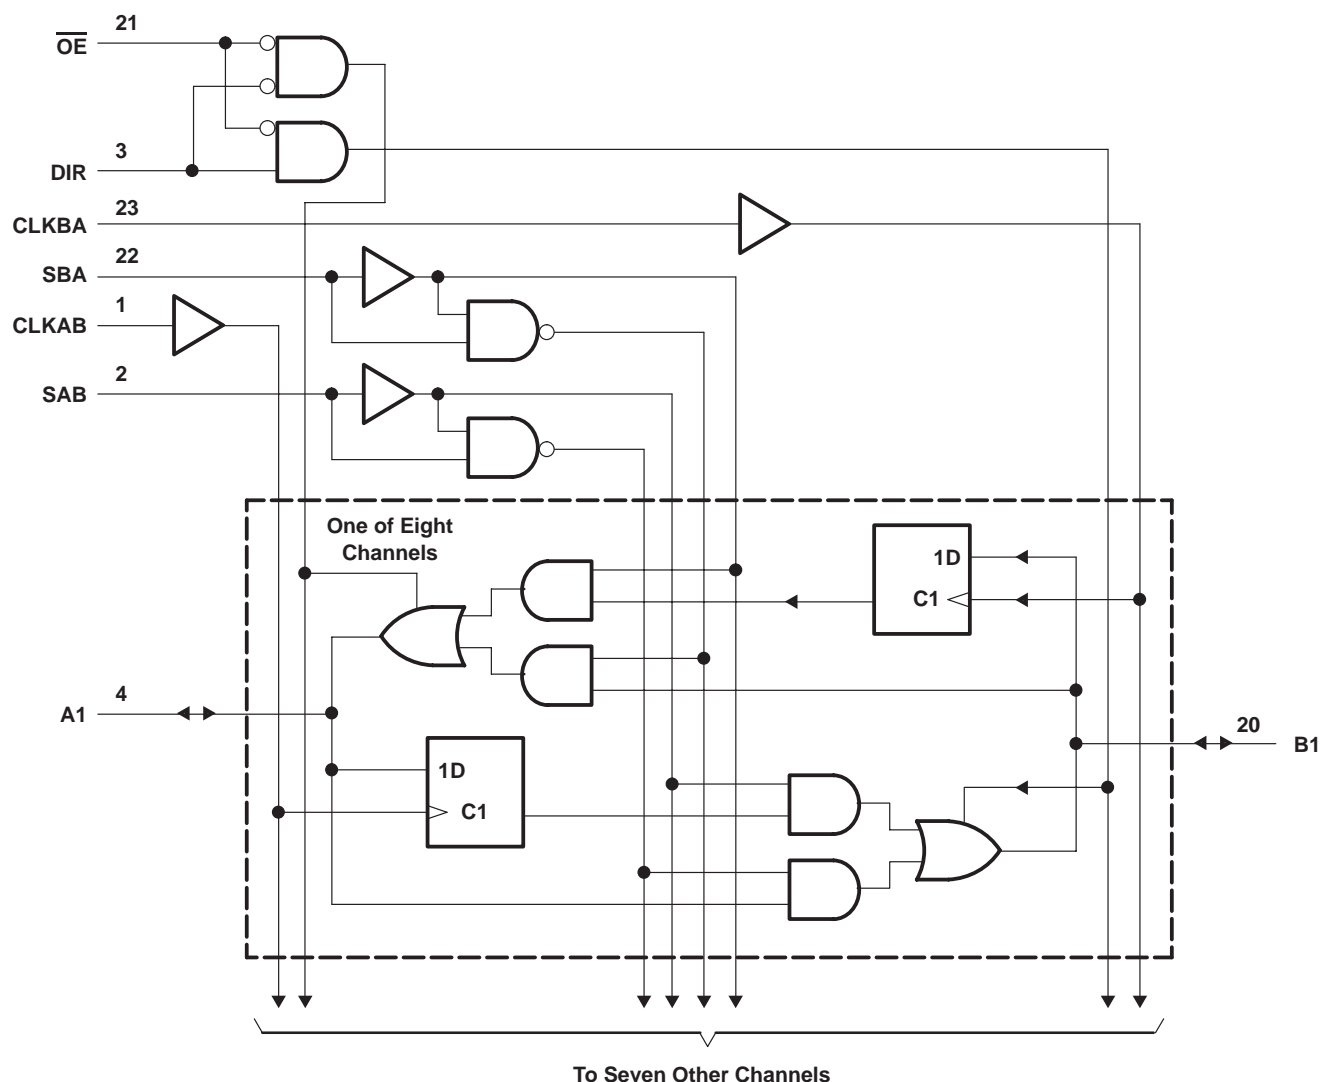 21
O̅E̅
3
DIR
23
CLKBA
22
SBA
1
CLKAB
2
SAB
One of Eight
Channels
1D
C1
4
A1
20
B1
1D
C1
To Seven Other Channels